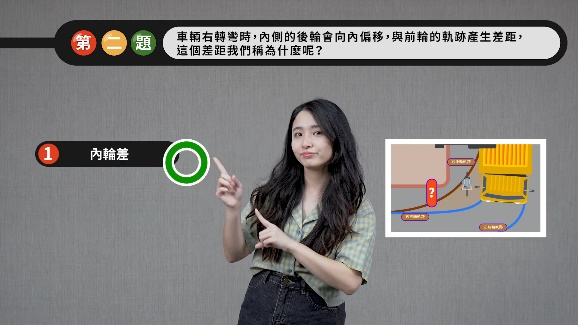 第二題
車輛右轉彎時，內側的後輪會向內偏移，與前輪的軌跡產生差距，
這個差距我們稱為什麼呢？
1 內輪差
?